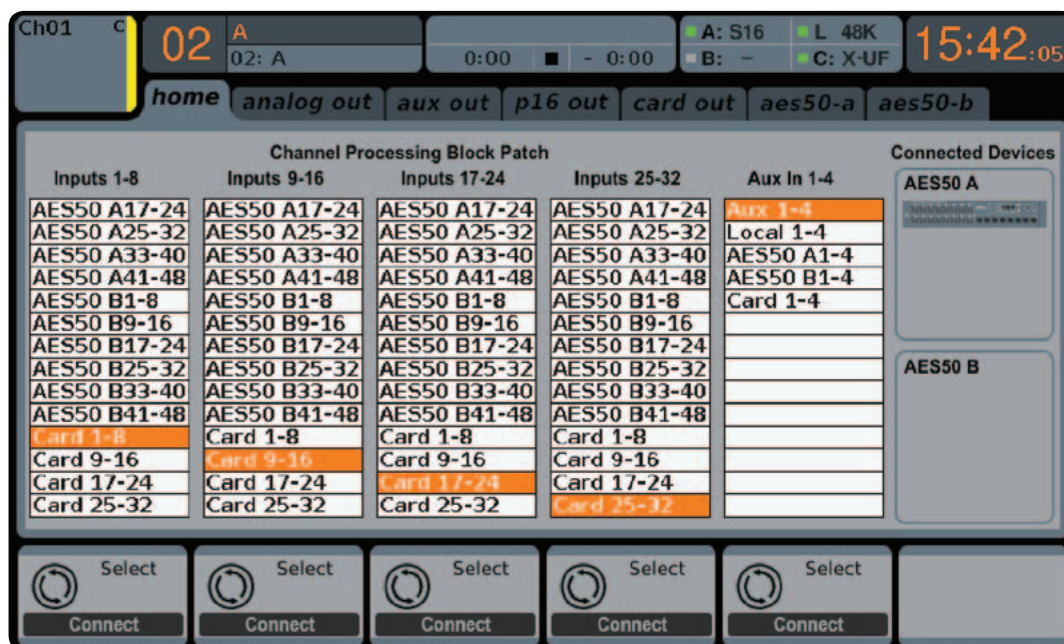 Ch01 C
02
A
02: A
0:00 - 0:00
A: S16 L 48K
B: - C: X-UF
15:42:05
home analog out aux out p16 out card out aes50-a aes50-b
Channel Processing Block Patch Connected Devices
Inputs 1-8 Inputs 9-16 Inputs 17-24 Inputs 25-32 Aux In 1-4 AES50 A
AES50 A17-24 AES50 A17-24 AES50 A17-24 AES50 A17-24 Aux 1-4
AES50 A25-32 AES50 A25-32 AES50 A25-32 AES50 A25-32 Local 1-4
AES50 A33-40 AES50 A33-40 AES50 A33-40 AES50 A33-40 AES50 A1-4
AES50 A41-48 AES50 A41-48 AES50 A41-48 AES50 A41-48 AES50 B1-4
AES50 B1-8 AES50 B1-8 AES50 B1-8 AES50 B1-8 Card 1-4
AES50 B9-16 AES50 B9-16 AES50 B9-16 AES50 B9-16
AES50 B17-24 AES50 B17-24 AES50 B17-24 AES50 B17-24
AES50 B25-32 AES50 B25-32 AES50 B25-32 AES50 B25-32 AES50 B
AES50 B33-40 AES50 B33-40 AES50 B33-40 AES50 B33-40
AES50 B41-48 AES50 B41-48 AES50 B41-48 AES50 B41-48
Card 1-8 Card 1-8 Card 1-8 Card 1-8
Card 9-16 Card 9-16 Card 9-16 Card 9-16
Card 17-24 Card 17-24 Card 17-24 Card 17-24
Card 25-32 Card 25-32 Card 25-32 Card 25-32
Select Select Select Select Select
Connect Connect Connect Connect Connect